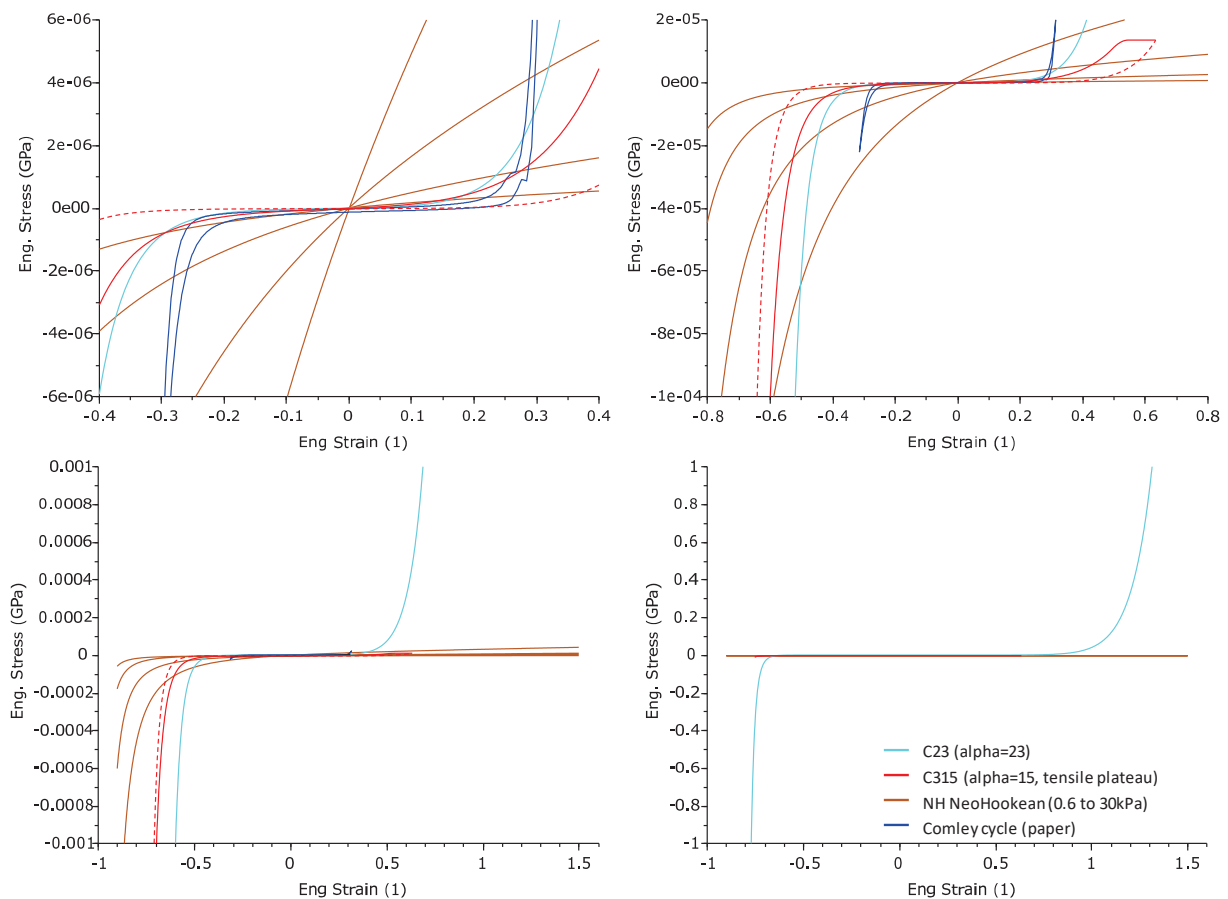 6e-06
4e-06
2e-06
0e00
-2e-06
-4e-06
6e-06
Eng. Stress (GPa)
-0.4
-0.3
-0.2
-0.1
0
0.1
0.2
0.3
0.4
Eng Strain (1)
2e-05
0e00
-2e-05
-4e-05
-6e-05
-8e-05
-1e-04
Eng. Stress (GPa)
-0.8
-0.6
-0.4
-0.2
0
0.2
0.4
0.6
0.8
Eng Strain (1)
0.001
0.0008
0.0006
0.0004
0.0002
0
-0.0002
-0.0004
-0.0006
-0.0008
-0.001
Eng. Stress (GPa)
-1
-0.5
0
0.5
1
1.5
Eng Strain (1)
1
0.8
0.6
0.4
0.2
0
-0.2
-0.4
-0.6
-0.8
-1
Eng. Stress (GPa)
-1
-0.5
0
0.5
1
1.5
Eng Strain (1)
C23 (alpha=23)
C315 (alpha=15, tensile plateau)
NH NeoHookean (0.6 to 30kPa)
Comley cycle (paper)